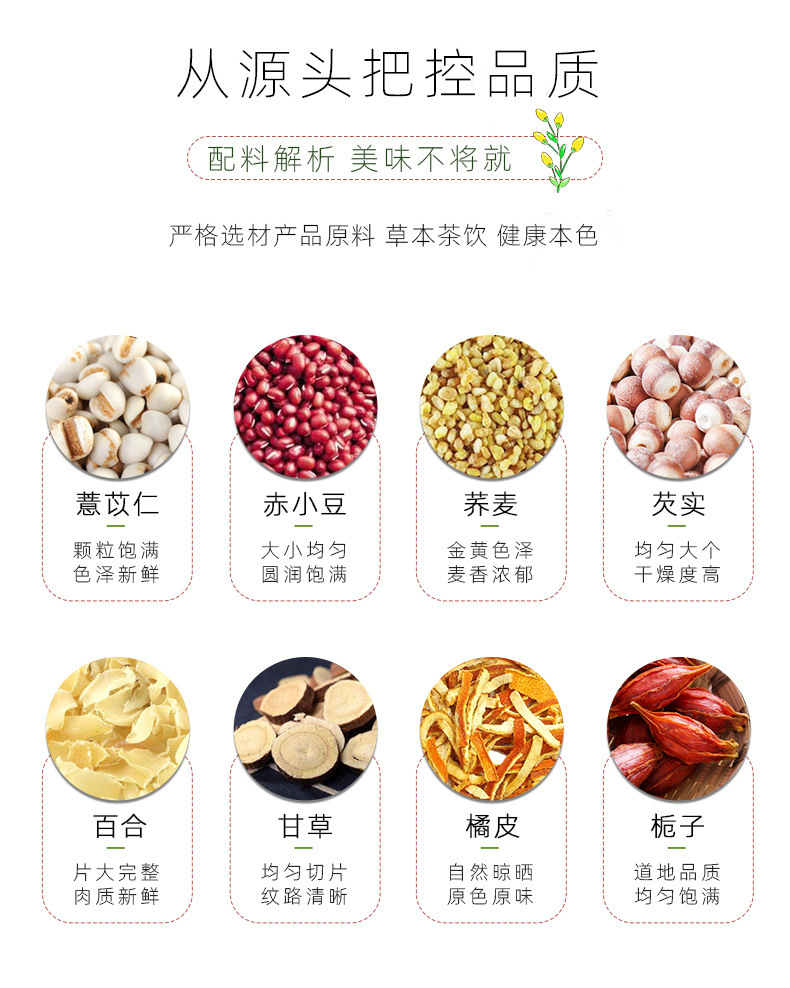 从源头把控品质
配料解析 美味不将就
严格选材产品原料 草本茶饮 健康本色
薏苡仁
颗粒饱满
色泽新鲜
赤小豆
大小均匀
圆润饱满
荞麦
金黄色泽
麦香浓郁
芡实
均匀大个
干燥度高
百合
片大完整
肉质新鲜
甘草
均匀切片
纹路清晰
橘皮
自然晾晒
原色原味
栀子
道地品质
均匀饱满